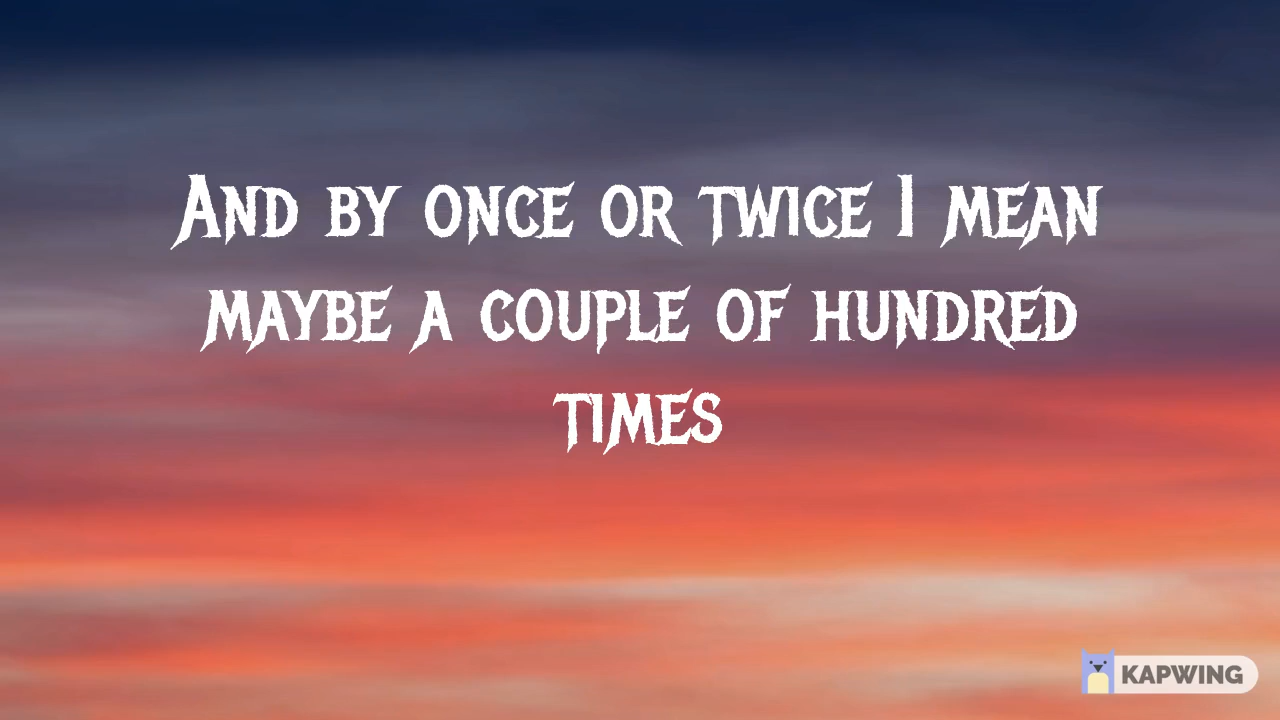 And by once or twice I mean
maybe a couple of hundred
times
KAPWING